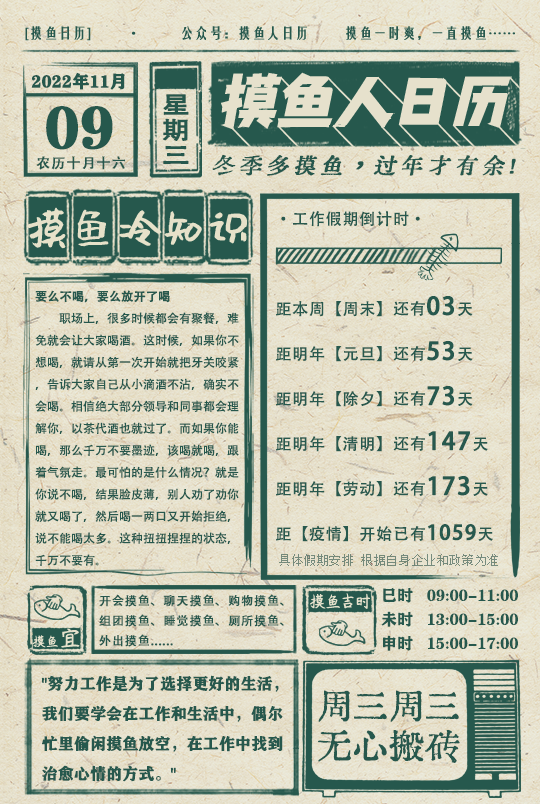 [摸鱼日历] · 公众号：摸鱼人日历 摸鱼一时爽，一直摸鱼……
2022年11月
09
农历十月十六
星期三
摸鱼人日历
冬季多摸鱼，过年才有余！
摸鱼冷知识
要么不喝，要么放开了喝
职场上，很多时候都会有聚餐，难
免就会让大家喝酒。这时候，如果你不
想喝，就请从第一次开始就把牙关咬紧
，告诉大家自己从小滴酒不沾，确实不
会喝。相信绝大部分领导和同事都会理
解你，以茶代酒也就过了。而如果你能
喝，那么千万不要墨迹，该喝就喝，跟
着气氛走。最可怕的是什么情况？就是
你说不喝，结果脸皮薄，别人劝了劝你
就又喝了，然后喝一两口又开始拒绝，
说不能喝太多。这种扭扭捏捏的状态，
千万不要有。
·工作假期倒计时·
距本周【周末】还有03天
距明年【元旦】还有53天
距明年【除夕】还有73天
距明年【清明】还有147天
距明年【劳动】还有173天
距【疫情】开始已有1059天
具体假期安排 根据自身企业和政策为准
摸鱼宜
开会摸鱼、聊天摸鱼、购物摸鱼、
组团摸鱼、睡觉摸鱼、厕所摸鱼、
外出摸鱼……
摸鱼吉时
巳时 09:00-11:00
未时 13:00-15:00
申时 15:00-17:00
"努力工作是为了选择更好的生活，
我们要学会在工作和生活中，偶尔
忙里偷闲摸鱼放空，在工作中找到
治愈心情的方式。"
周三周三
无心搬砖